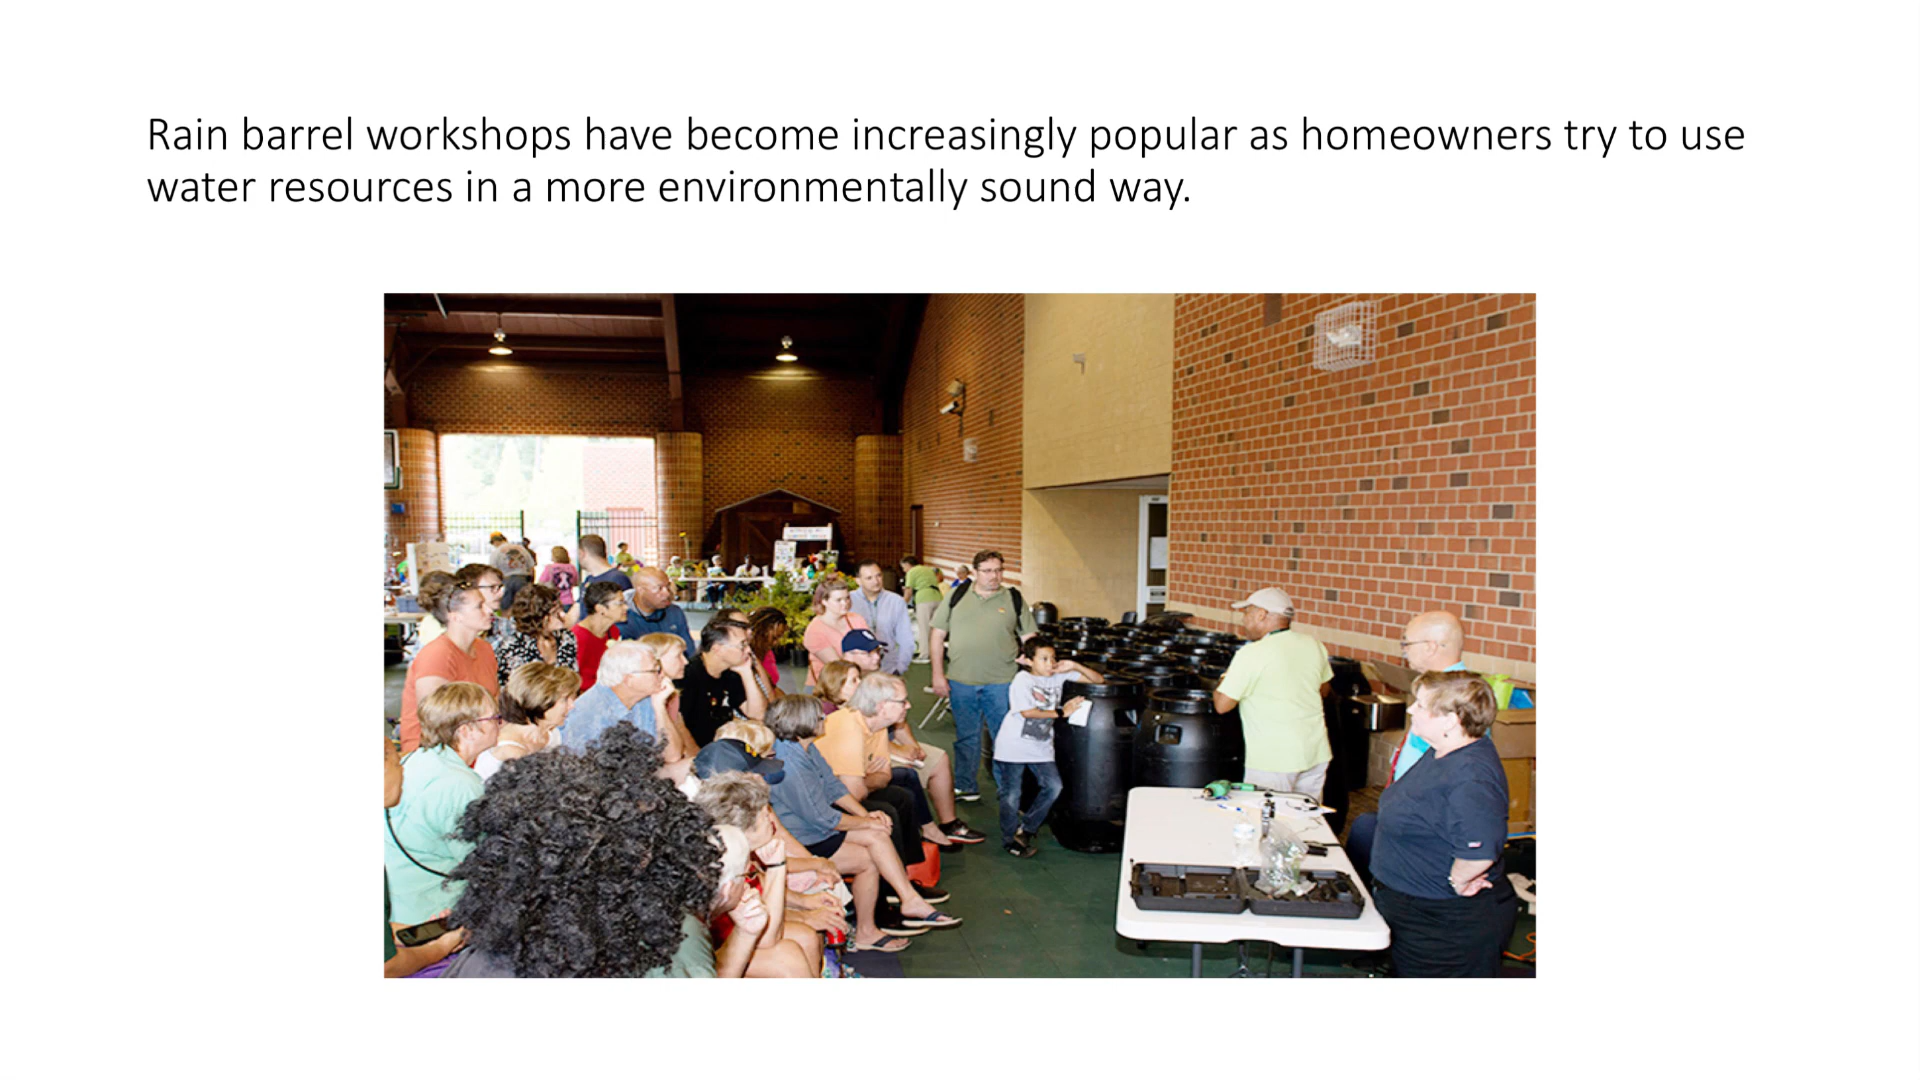 Rain barrel workshops have become increasingly popular as homeowners try to use
water resources in a more environmentally sound way.